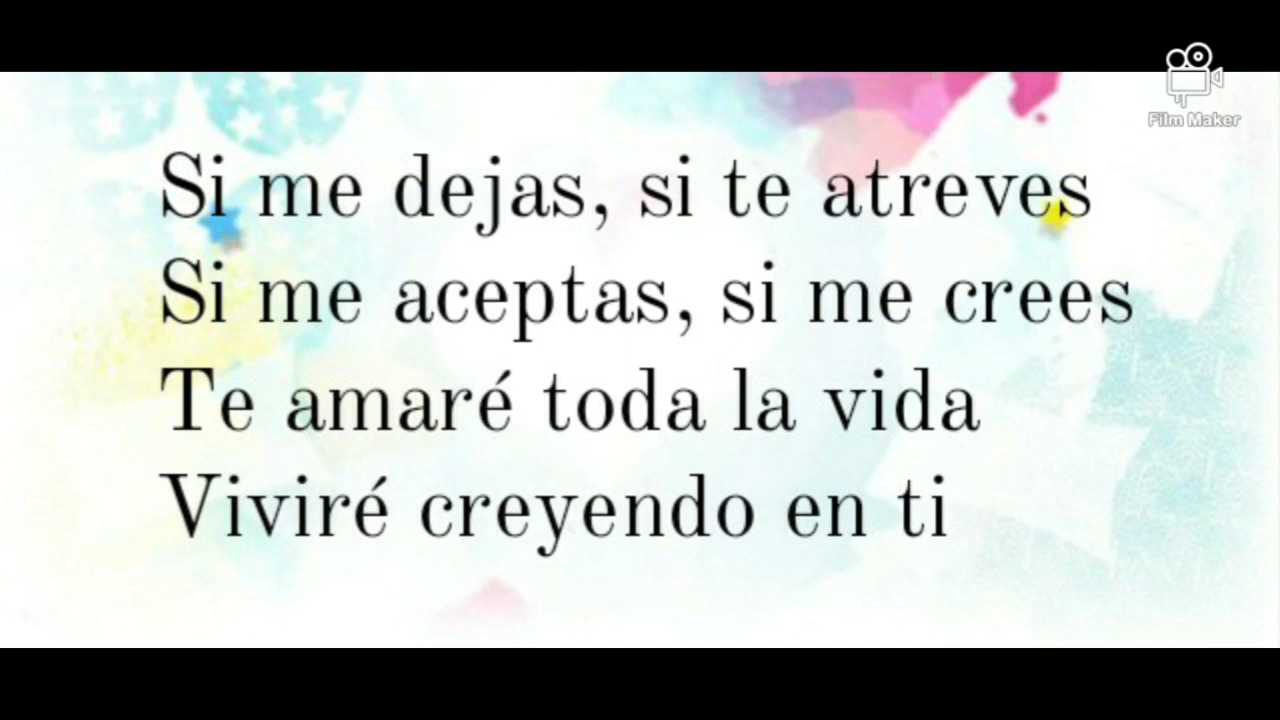 Film Maker
Si me dejas, si te atreves
Si me aceptas, si me crees
Te amaré toda la vida
Viviré creyendo en ti